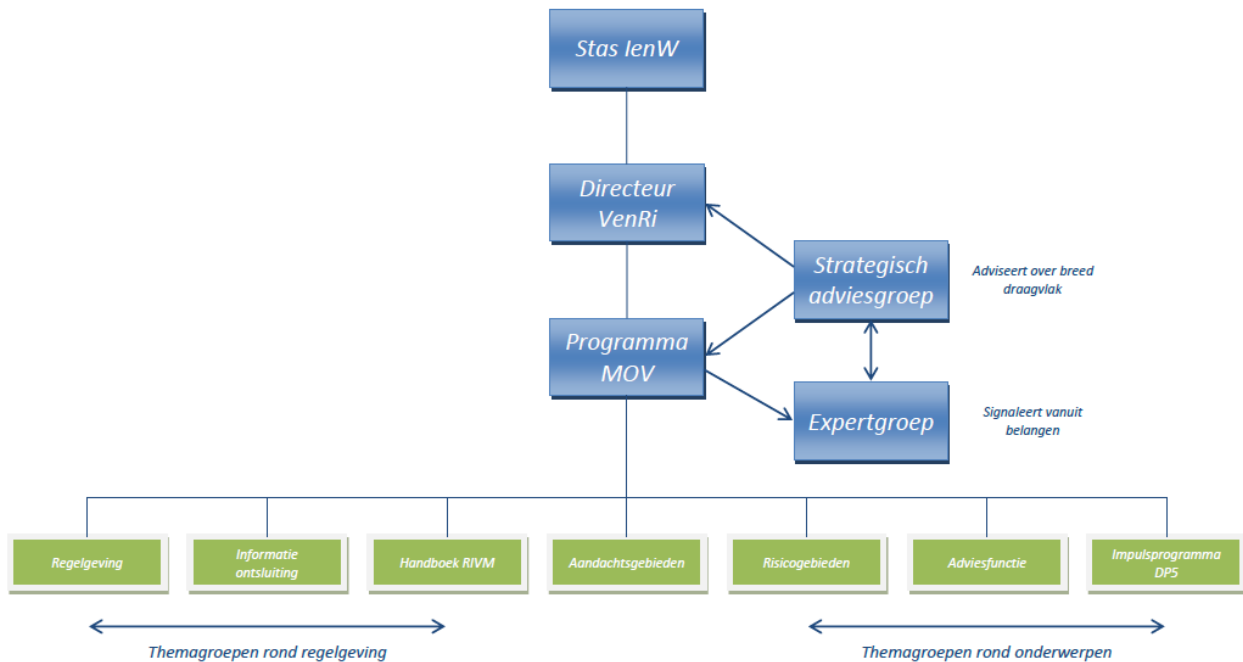 Stas IenW
Directeur
VenRi
Strategisch
adviesgroep
Adviseert over breed
draagvlak
Programma
MOV
Expertgroep
Signaleert vanuit
belangen
Regelgeving
Informatie
ontsluiting
Handboek RIVM
Aandachtsgebieden
Risicogebieden
Adviesfunctie
Impulsprogramma
DP5
Themagroepen rond regelgeving
Themagroepen rond onderwerpen